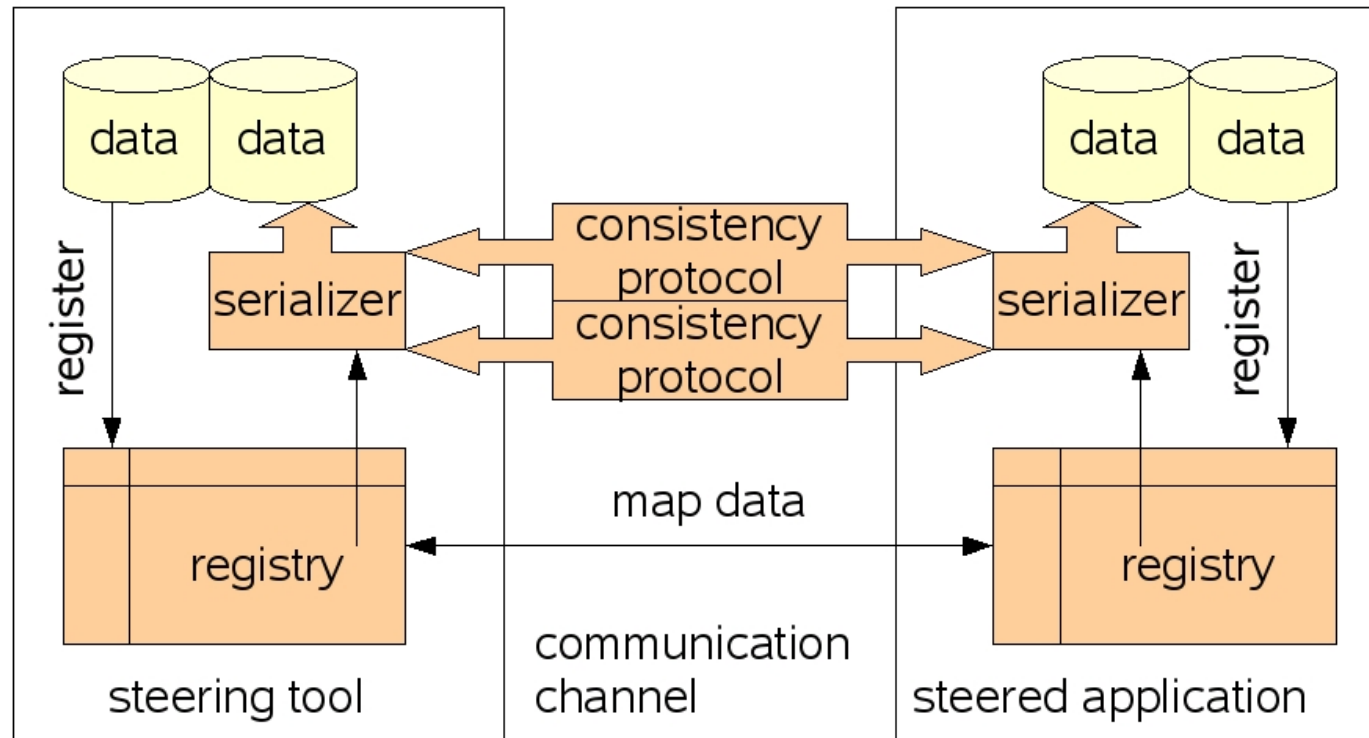 data
data
register
serializer
registry
steering tool
consistency
protocol
consistency
protocol
map data
communication
channel
data
data
serializer
register
registry
steered application